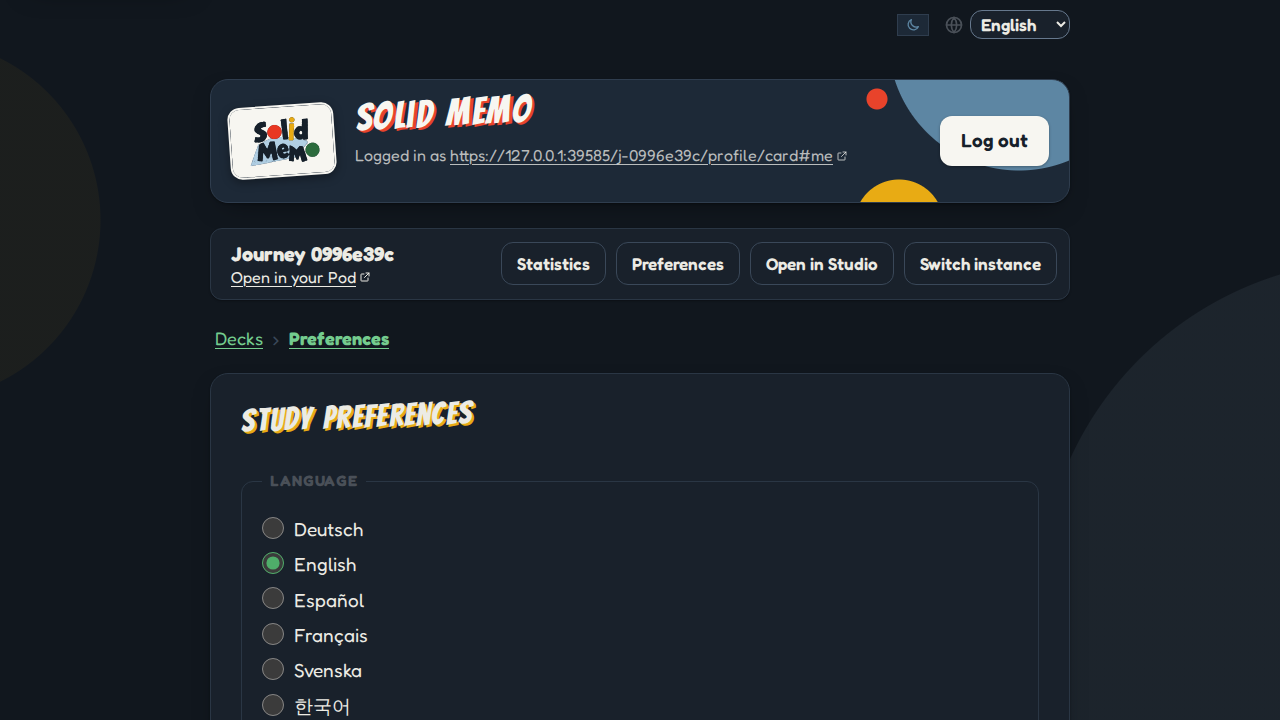 English
Solid Memo
SOLID MEMO
Logged in as https://127.0.0.1:39585/j-0996e39c/profile/card#me
Log out
Journey 0996e39c
Open in your Pod
Statistics
Preferences
Open in Studio
Switch instance
Decks › Preferences
STUDY PREFERENCES
LANGUAGE
Deutsch
English
Español
Français
Svenska
한국어